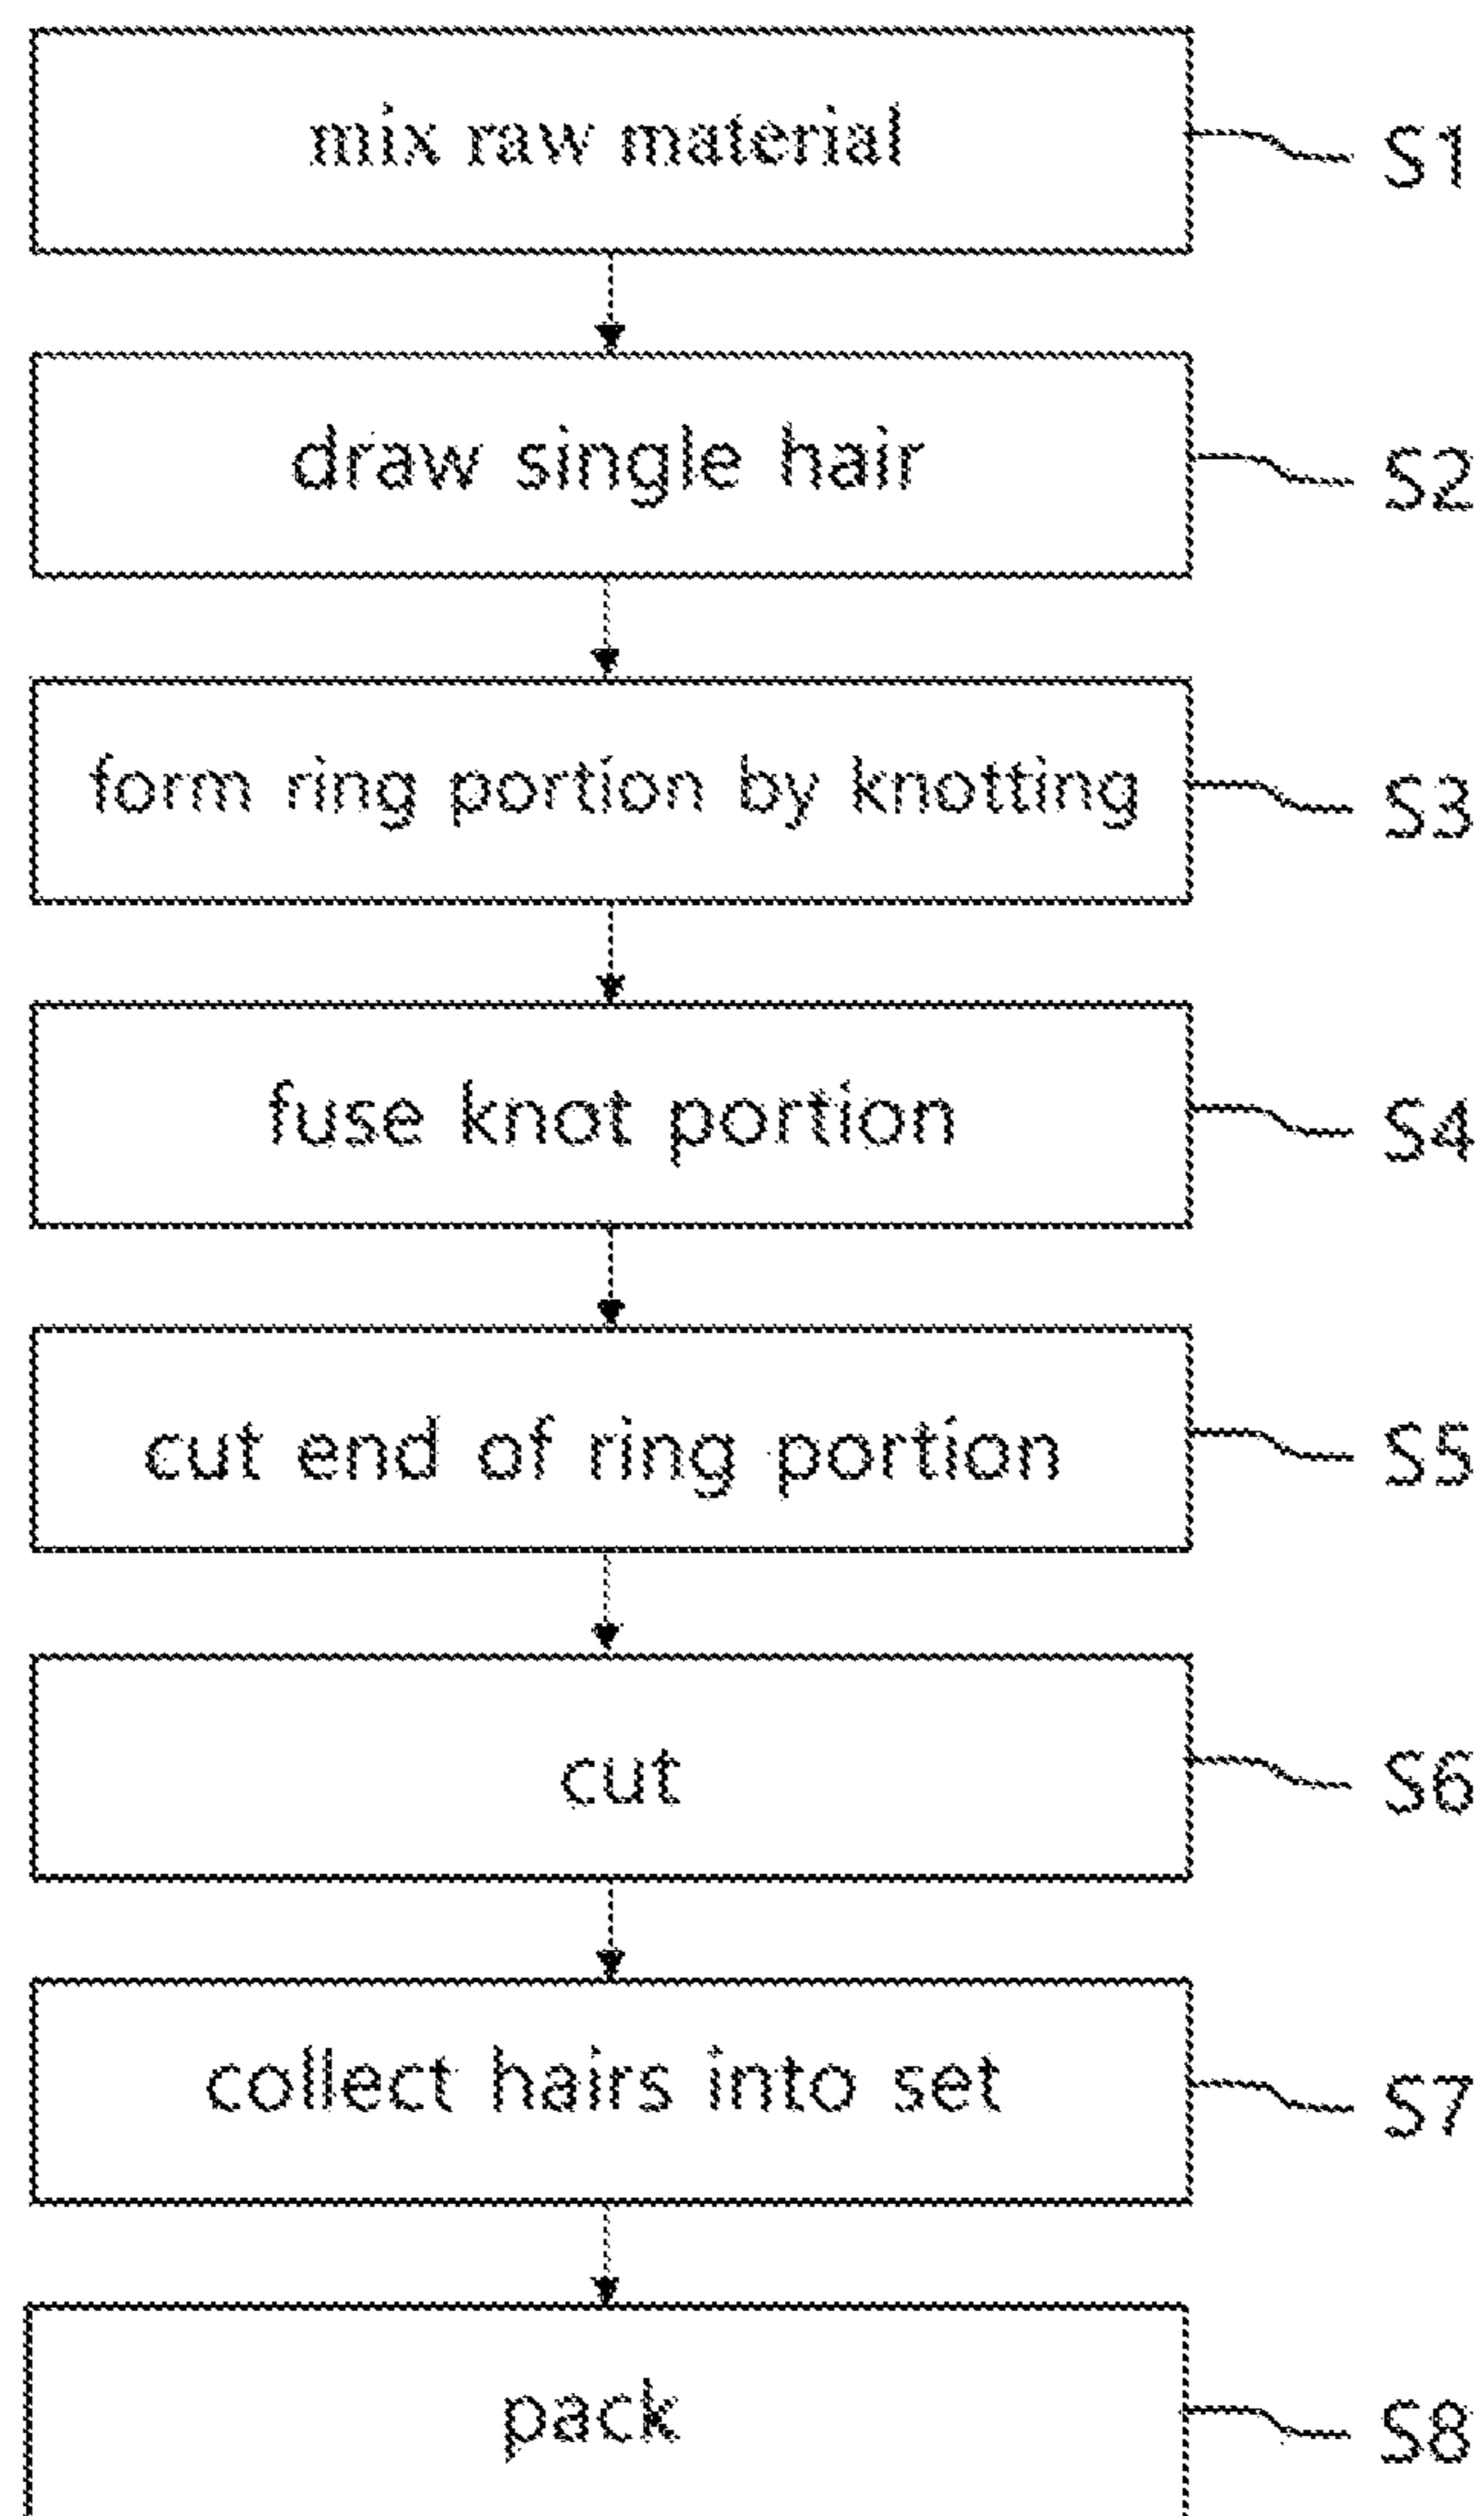 mix raw material S1
draw single hair S2
form ring portion by knotting S3
fuse knot portion S4
cut end of ring portion S5
cut S6
collect hairs into set S7
pack S8